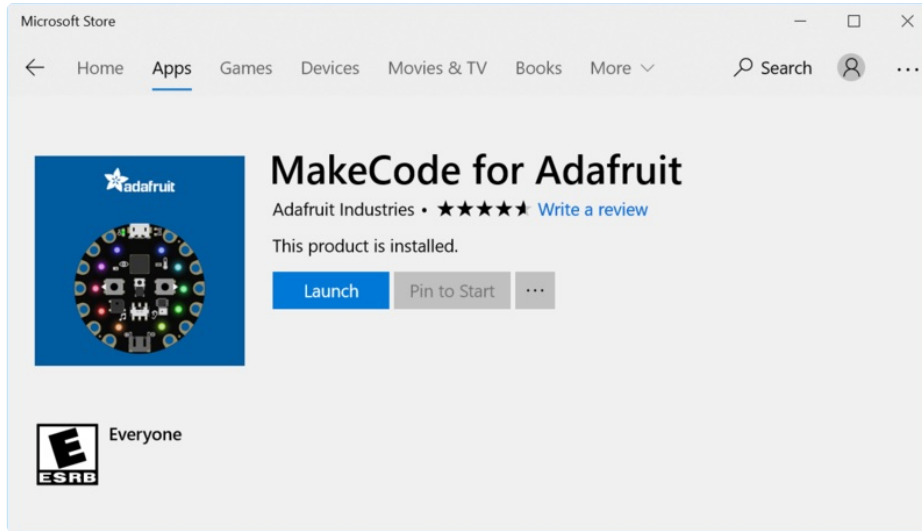 Microsoft Store
Home Apps Games Devices Movies & TV Books More Search
adafruit
MakeCode for Adafruit
Adafruit Industries • ★★★★★ Write a review
This product is installed.
Launch Pin to Start ...
E
ESRB
Everyone